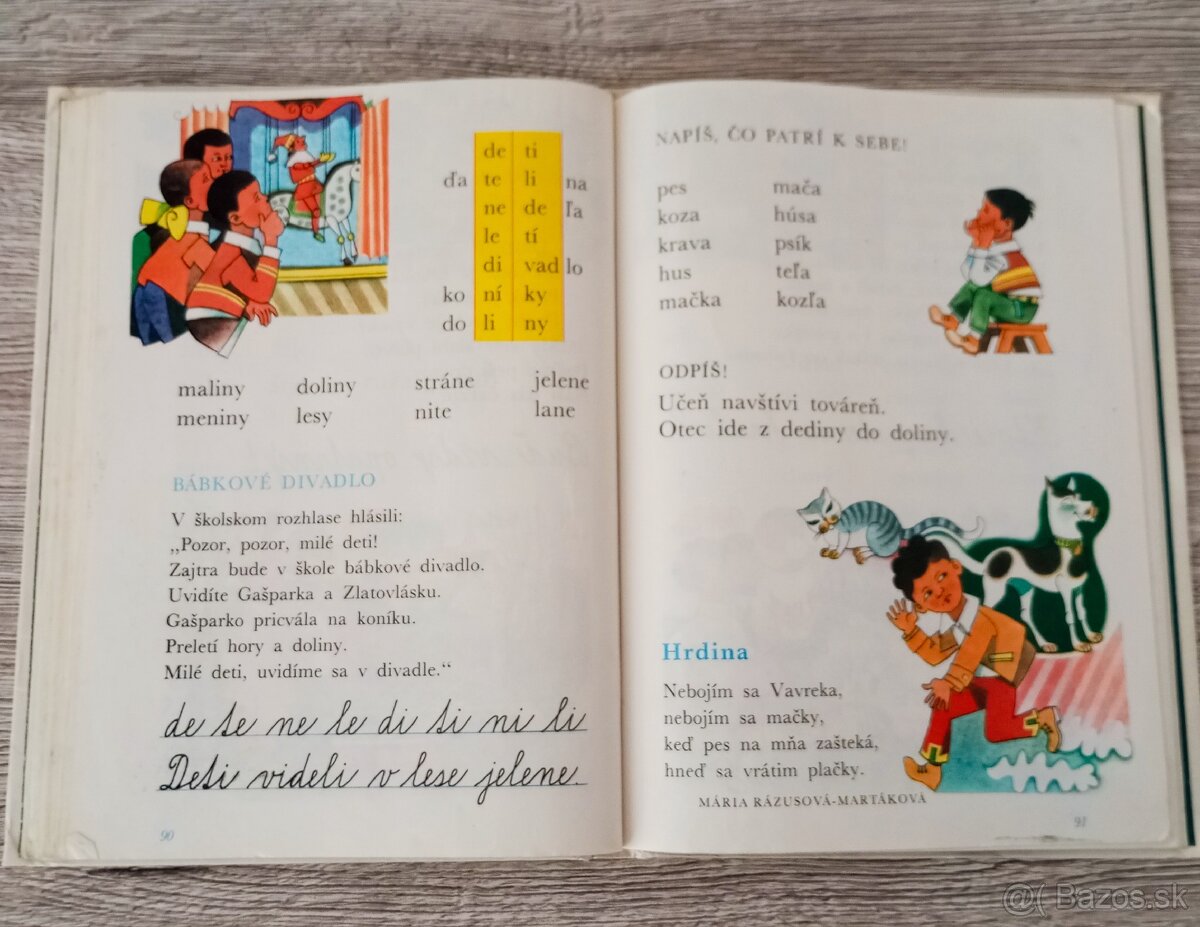 de ti
ďa te li na
ne de ľa
le tí
di vad lo
ko ní ky
do li ny
maliny doliny stráne jelene
meniny lesy nite lane
BÁBKOVÉ DIVADLO
V školskom rozhlase hlásili:
„Pozor, pozor, milé deti!
Zajtra bude v škole bábkové divadlo.
Uvidíte Gašparka a Zlatovlásku.
Gašparko pricvála na koníku.
Preletí hory a doliny.
Milé deti, uvidíme sa v divadle.“
de te ne le di ti ni li
Deti videli v lese jelene.
90
NAPÍŠ, ČO PATRÍ K SEBE!
pes mača
koza húsa
krava psík
hus teľa
mačka kozľa
ODPÍŠ!
Učeň navštívi továreň.
Otec ide z dediny do doliny.
Hrdina
Nebojím sa Vavreka,
nebojím sa mačky,
keď pes na mňa zašteká,
hneď sa vrátim plačky.
MÁRIA RÁZUSOVÁ-MARTÁKOVÁ
91
@( Bazos.sk